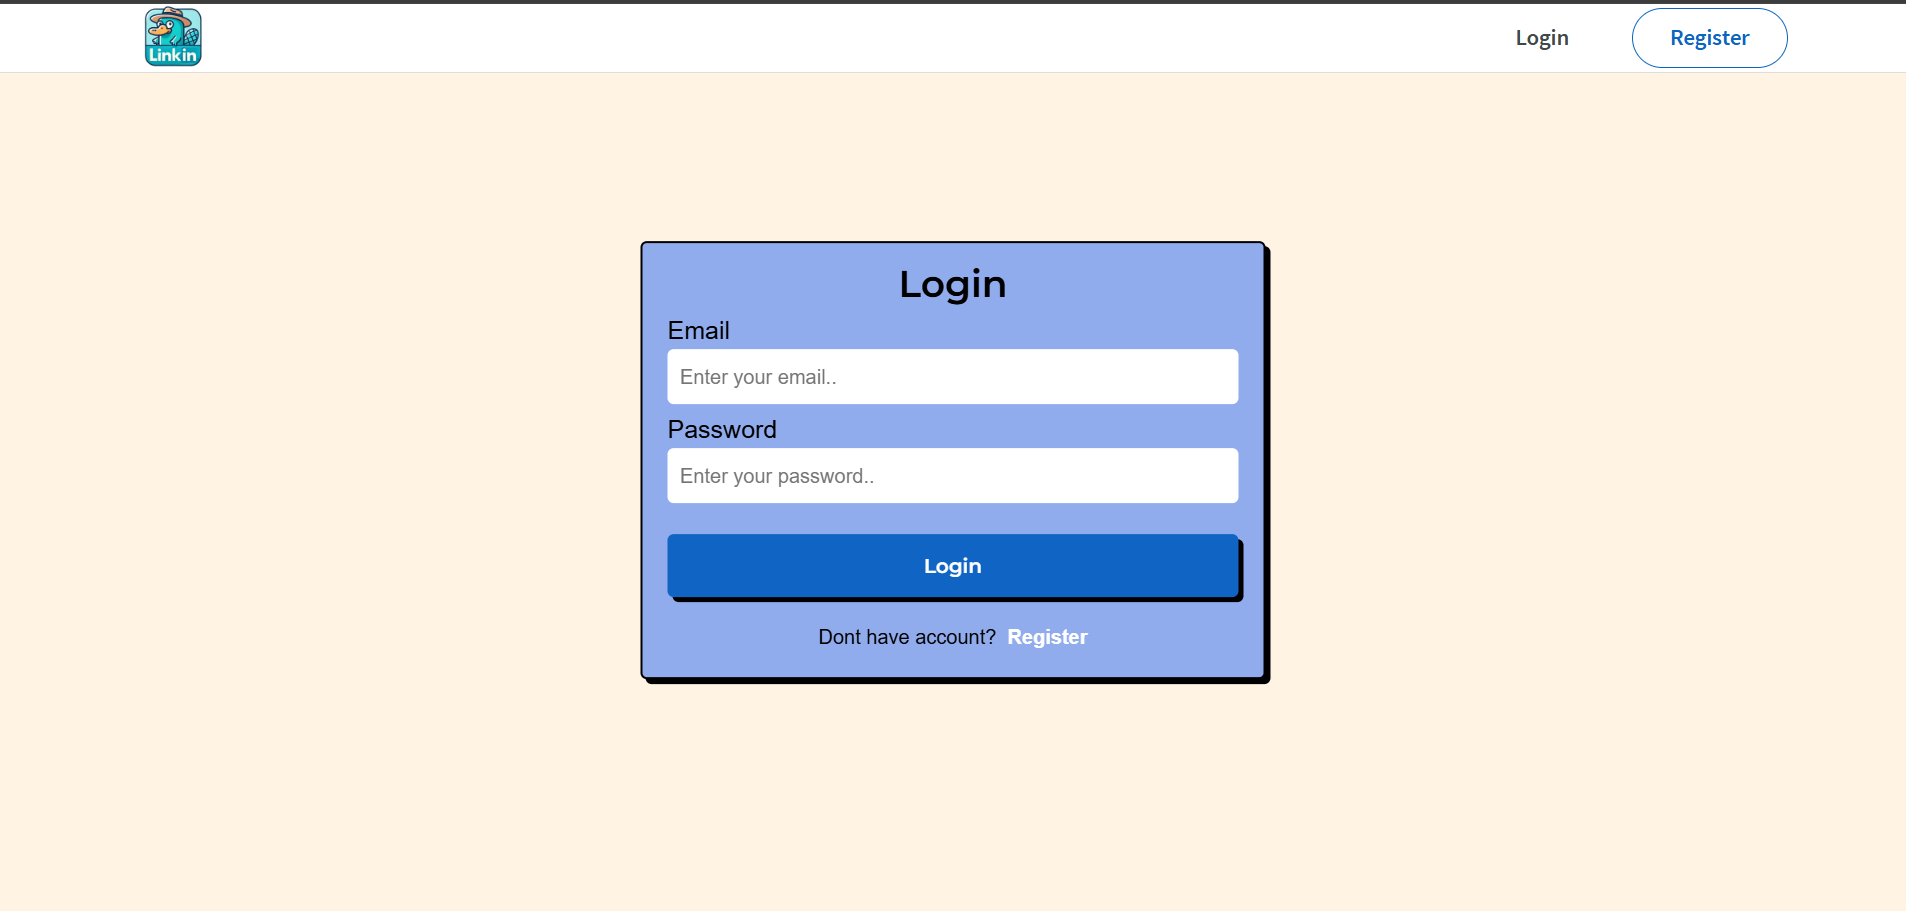 Linkin
Login
Register
Login
Email
Enter your email..
Password
Enter your password..
Login
Dont have account? Register